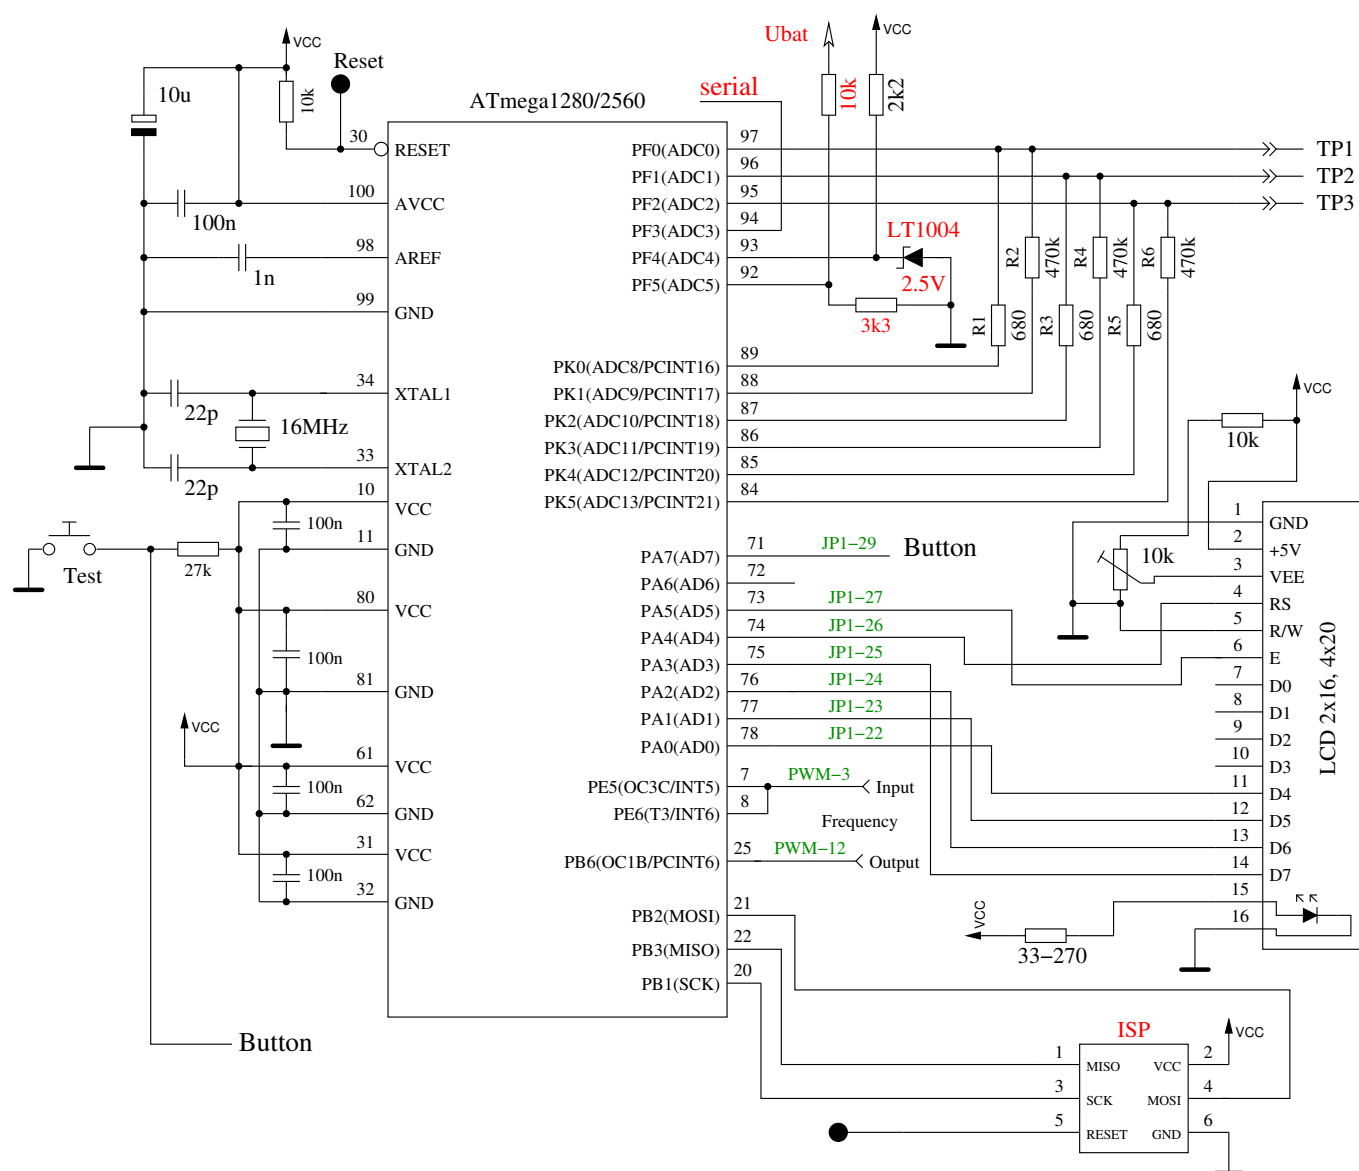 VCC
Reset
10u
10k
Ubat
VCC
10k
2k2
serial
ATmega1280/2560
30
RESET
100
AVCC
100n
98
AREF
1n
99
GND
34
XTAL1
22p
16MHz
33
XTAL2
22p
10
VCC
100n
11
GND
Test
27k
80
VCC
100n
81
GND
VCC
61
VCC
100n
62
GND
31
VCC
100n
32
GND
Button
PF0(ADC0)
97
TP1
PF1(ADC1)
96
TP2
PF2(ADC2)
95
TP3
PF3(ADC3)
94
PF4(ADC4)
93
LT1004
2.5V
PF5(ADC5)
92
3k3
R2
470k
R4
470k
R6
470k
R1
680
R3
680
R5
680
PK0(ADC8/PCINT16)
89
PK1(ADC9/PCINT17)
88
PK2(ADC10/PCINT18)
87
PK3(ADC11/PCINT19)
86
PK4(ADC12/PCINT20)
85
PK5(ADC13/PCINT21)
84
PA7(AD7)
71
JP1−29
Button
PA6(AD6)
72
PA5(AD5)
73
JP1−27
PA4(AD4)
74
JP1−26
PA3(AD3)
75
JP1−25
PA2(AD2)
76
JP1−24
PA1(AD1)
77
JP1−23
PA0(AD0)
78
JP1−22
PE5(OC3C/INT5)
7
PWM−3
Input
PE6(T3/INT6)
8
Frequency
PB6(OC1B/PCINT6)
25
PWM−12
Output
PB2(MOSI)
21
PB3(MISO)
22
PB1(SCK)
20
VCC
10k
10k
1
GND
2
+5V
3
VEE
4
RS
5
R/W
6
E
7
D0
8
D1
9
D2
10
D3
11
D4
12
D5
13
D6
14
D7
15
16
LCD 2x16, 4x20
VCC
33−270
ISP
VCC
1
MISO
VCC
2
3
SCK
MOSI
4
5
RESET
GND
6